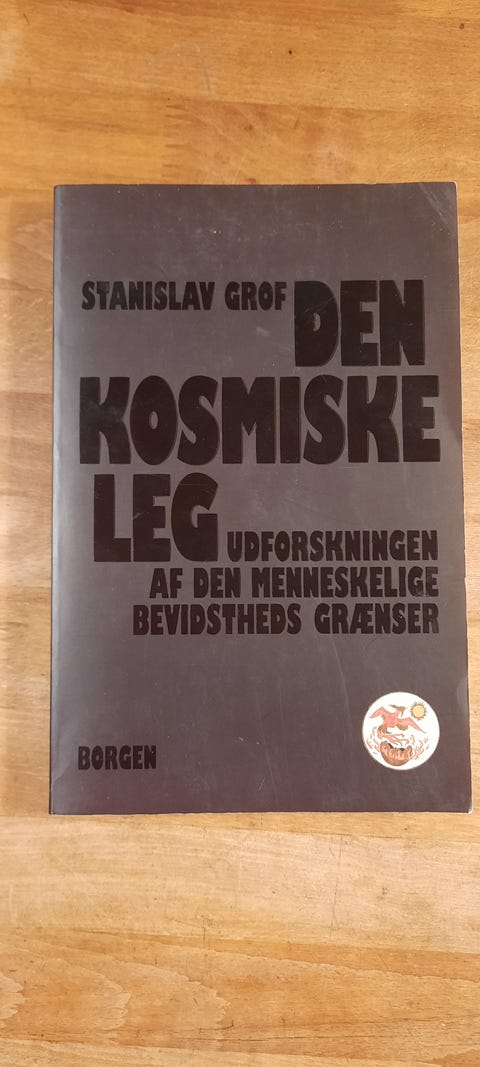 STANISLAV GROF DEN
KOSMISKE
LEG UDFORSKNINGEN
AF DEN MENNESKELIGE
BEVIDSTHEDS GRÆNSER
BORGEN